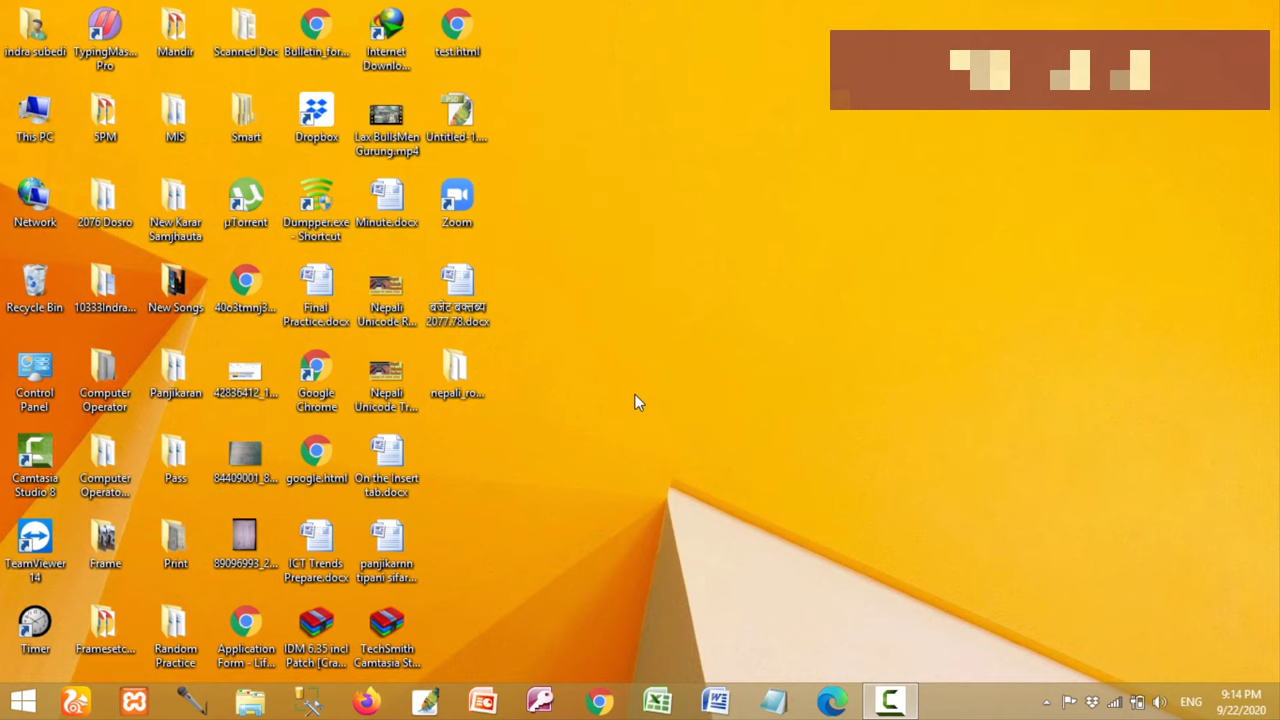 indra subedi
TypingMas...
Pro
Mandir
Scanned Doc
Bulletin_for...
Internet
Downlo...
test.html
This PC
5PM
MIS
Smart
Dropbox
Lax BullsMen
Gurung.mp4
PSD
Untitled-1....
Network
2076 Dosro
New Karar
Samjhauta
µTorrent
Dumpper.exe
- Shortcut
Minute.docx
Zoom
Recycle Bin
10333Indra...
New Songs
40o3tmnj3...
Final
Practice.docx
Nepali
Unicode R...
बजेट बक्तब्य
2077.78.docx
Control
Panel
Computer
Operator
Panjikaran
42836412_1...
Google
Chrome
Nepali
Unicode Tr...
nepali_ro...
Camtasia
Studio 8
Computer
Operato...
Pass
84409001_8...
google.html
On the Insert
tab.docx
TeamViewer
14
Frame
Print
89096993_2...
ICT Trends
Prepare.docx
panjikarnn
tipani sifar...
Timer
Framesetc...
Random
Practice
Application
Form - Lif...
IDM 6.35 incl
Patch [Cra...
TechSmith
Camtasia St...
ENG
9:14 PM
9/22/2020